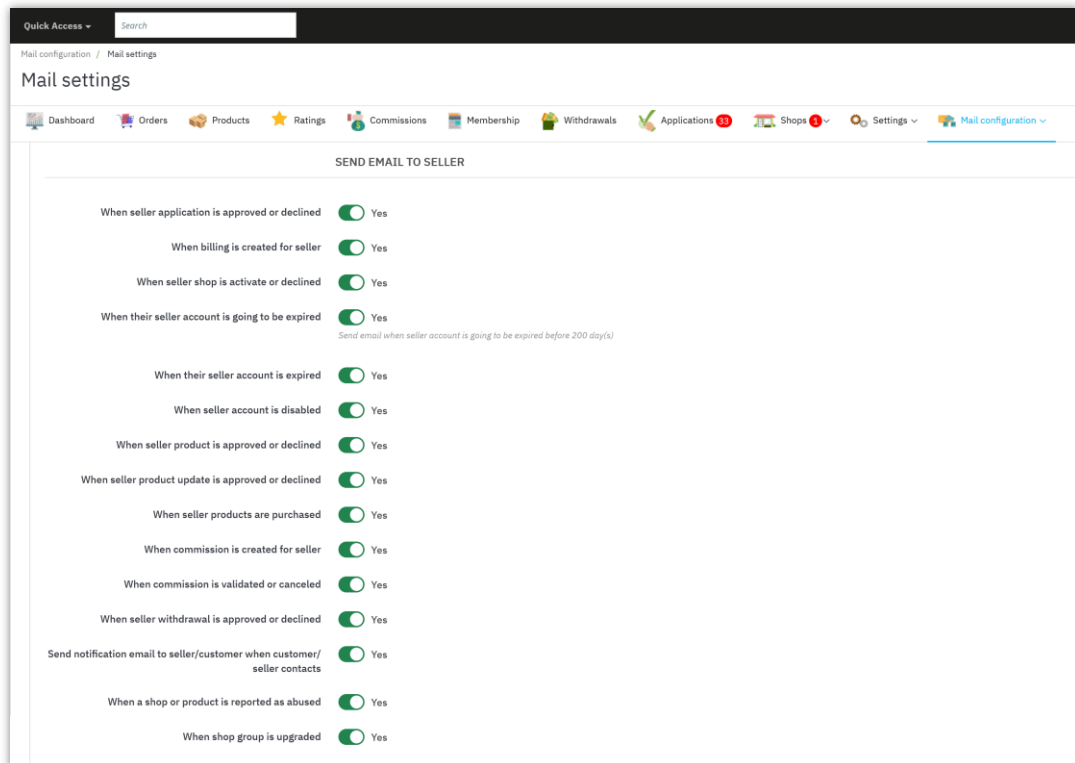 Quick Access
Search
Mail configuration / Mail settings
Mail settings
Dashboard Orders Products Ratings Commissions Membership Withdrawals Applications 33 Shops 1 Settings Mail configuration
SEND EMAIL TO SELLER
When seller application is approved or declined Yes
When billing is created for seller Yes
When seller shop is activate or declined Yes
When their seller account is going to be expired Yes
Send email when seller account is going to be expired before 200 day(s)
When their seller account is expired Yes
When seller account is disabled Yes
When seller product is approved or declined Yes
When seller product update is approved or declined Yes
When seller products are purchased Yes
When commission is created for seller Yes
When commission is validated or canceled Yes
When seller withdrawal is approved or declined Yes
Send notification email to seller/customer when customer/ Yes
seller contacts
When a shop or product is reported as abused Yes
When shop group is upgraded Yes